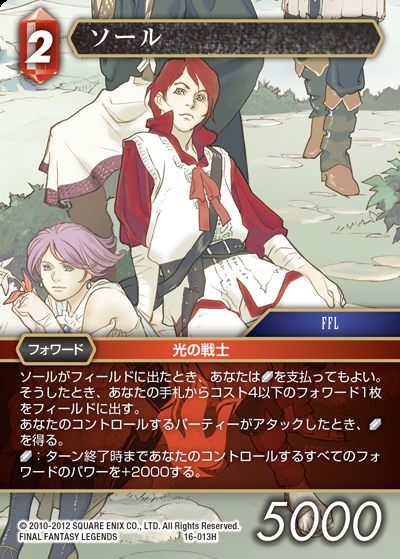 2
ソール
FFL
フォワード
光の戦士
ソールがフィールドに出たとき、あなたは を支払ってもよい。
そうしたとき、あなたの手札からコスト4以下のフォワード1枚
をフィールドに出す。
あなたのコントロールするパーティーがアタックしたとき、
を得る。
:ターン終了時まであなたのコントロールするすべてのフォ
ワードのパワーを+2000する。
© 2010-2012 SQUARE ENIX CO., LTD. All Rights Reserved.
FINAL FANTASY LEGENDS
16-013H
5000